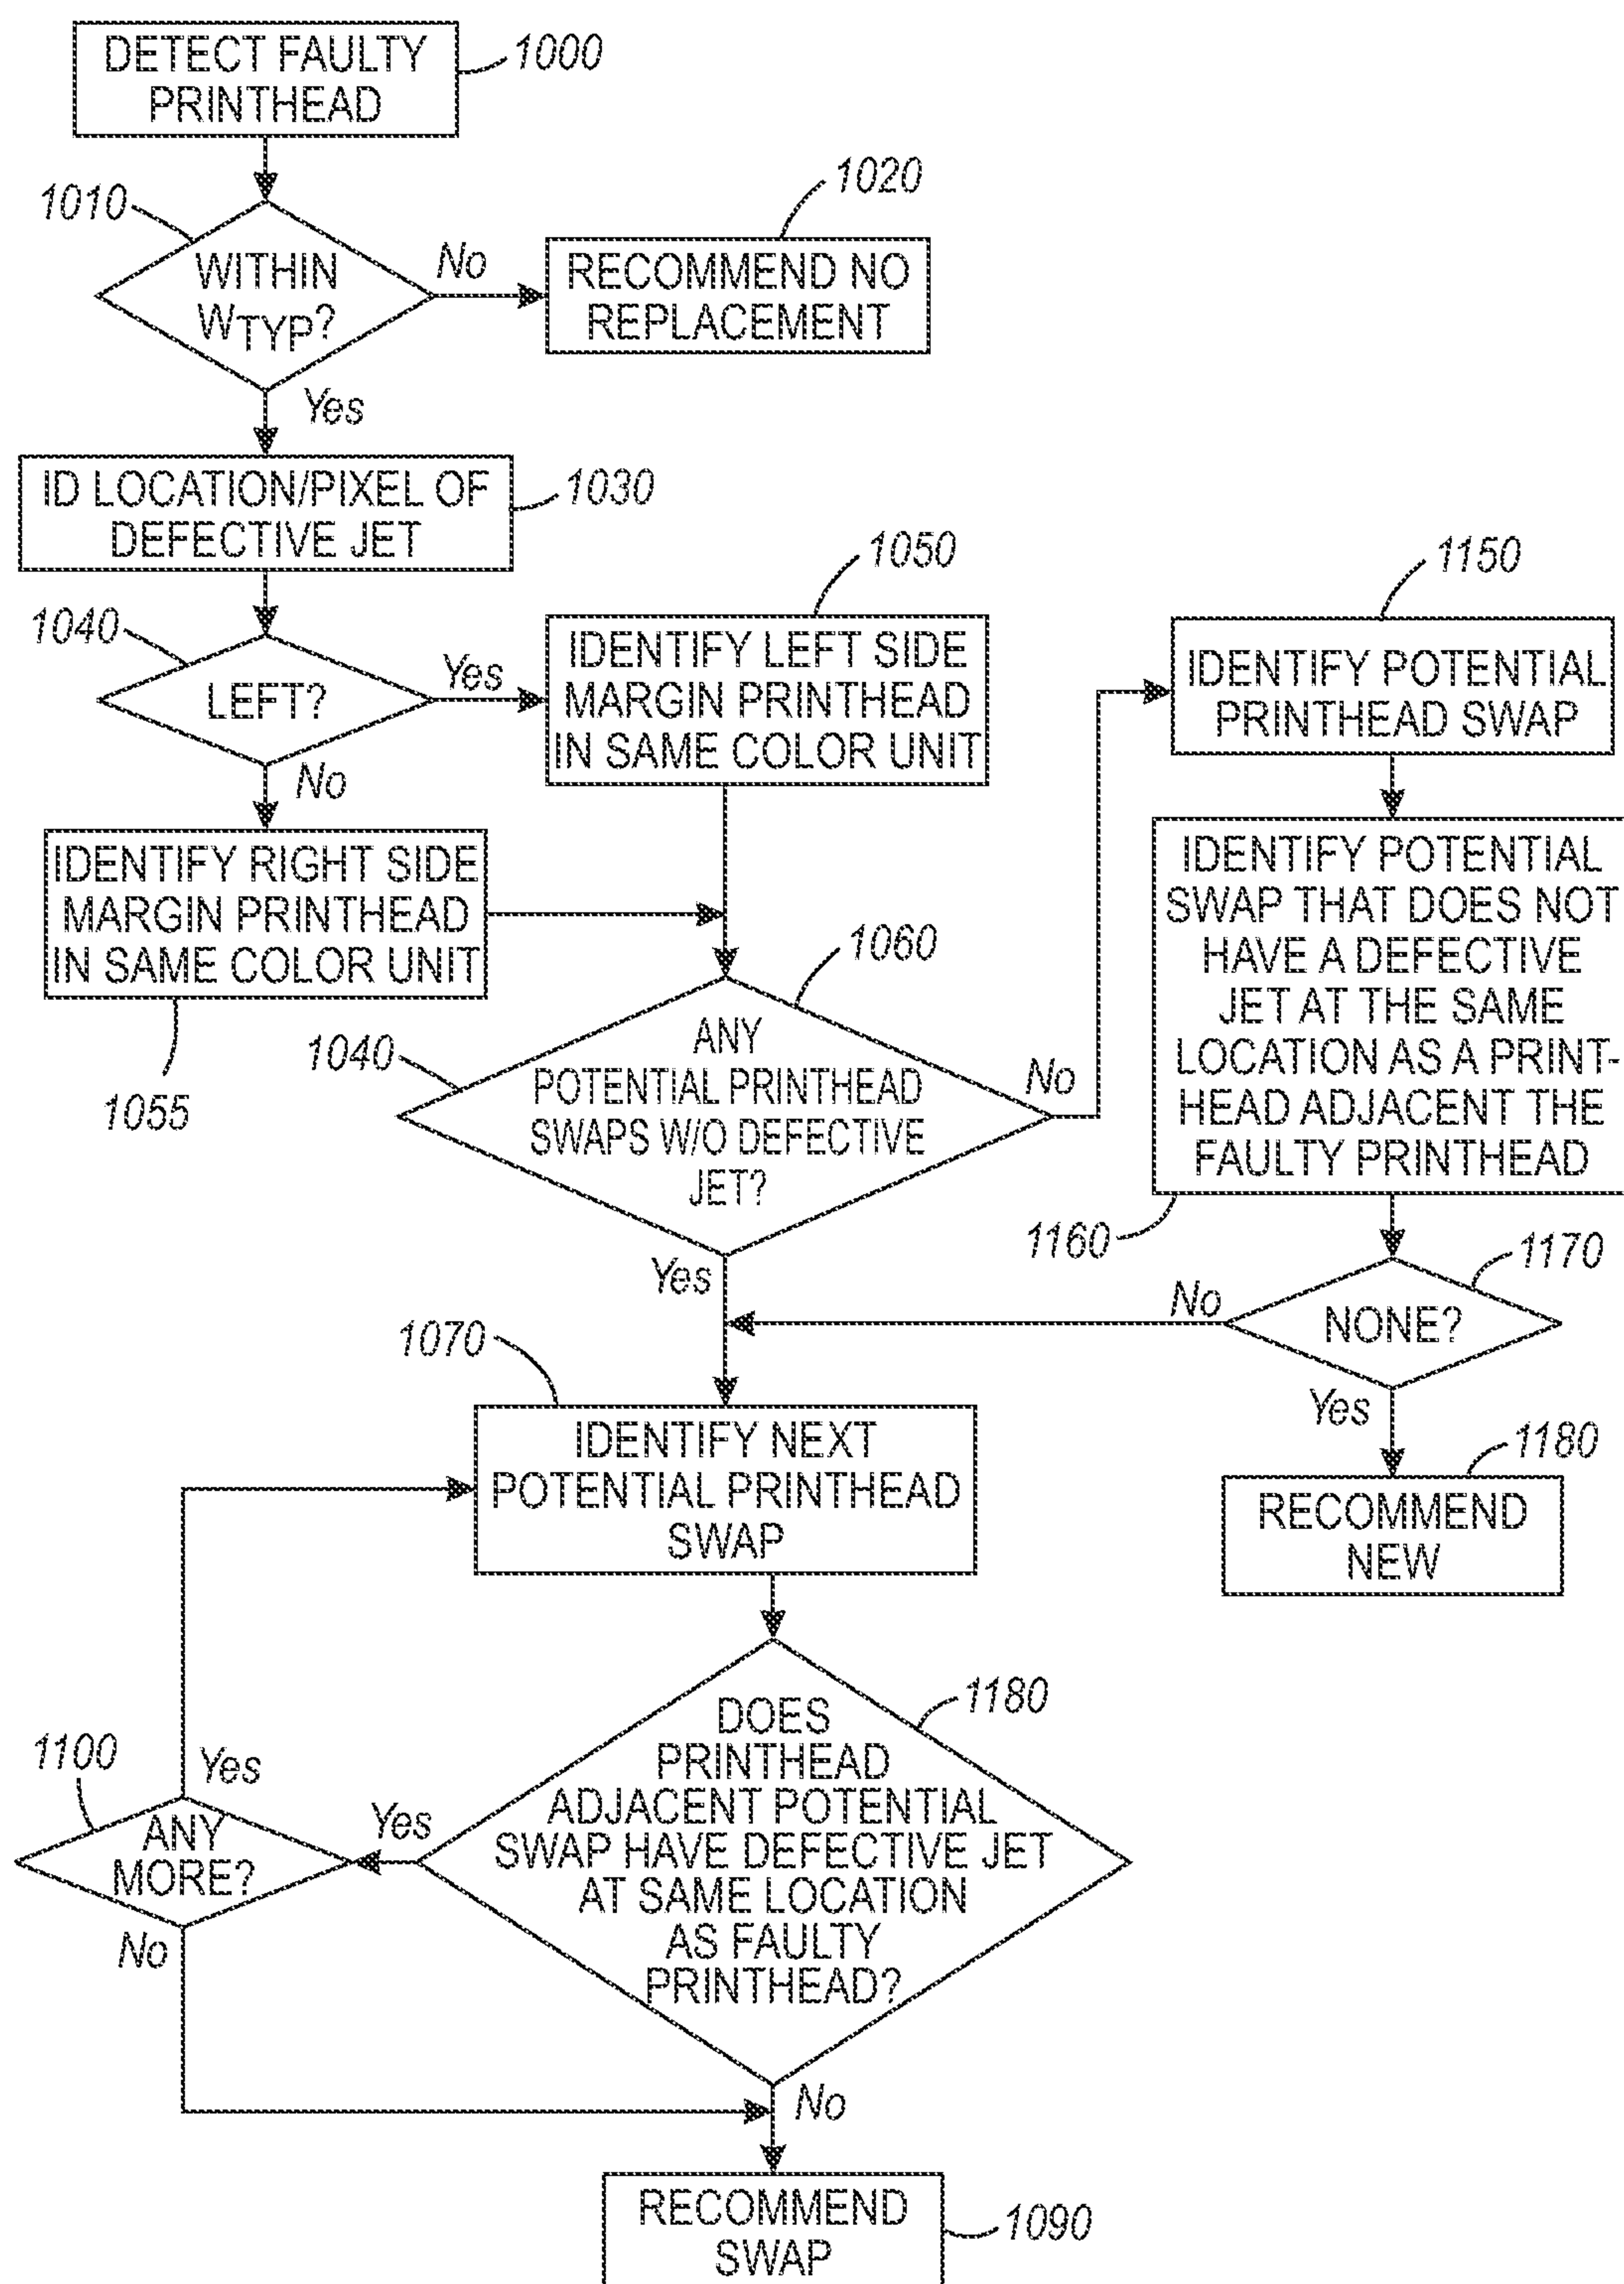 DETECT FAULTY
PRINTHEAD
1000
1010
WITHIN
WTYP?
No
1020
RECOMMEND NO
REPLACEMENT
Yes
ID LOCATION/PIXEL OF
DEFECTIVE JET
1030
1040
LEFT?
Yes
No
1050
IDENTIFY LEFT SIDE
MARGIN PRINTHEAD
IN SAME COLOR UNIT
IDENTIFY RIGHT SIDE
MARGIN PRINTHEAD
IN SAME COLOR UNIT
1055
1060
1040
ANY
POTENTIAL PRINTHEAD
SWAPS W/O DEFECTIVE
JET?
No
Yes
1150
IDENTIFY POTENTIAL
PRINTHEAD SWAP
IDENTIFY POTENTIAL
SWAP THAT DOES NOT
HAVE A DEFECTIVE
JET AT THE SAME
LOCATION AS A PRINT-
HEAD ADJACENT THE
FAULTY PRINTHEAD
1160
1170
NONE?
No
Yes
1180
RECOMMEND
NEW
1070
IDENTIFY NEXT
POTENTIAL PRINTHEAD
SWAP
1180
DOES
PRINTHEAD
ADJACENT POTENTIAL
SWAP HAVE DEFECTIVE JET
AT SAME LOCATION
AS FAULTY
PRINTHEAD?
Yes
No
1100
ANY
MORE?
Yes
No
RECOMMEND
SWAP
1090